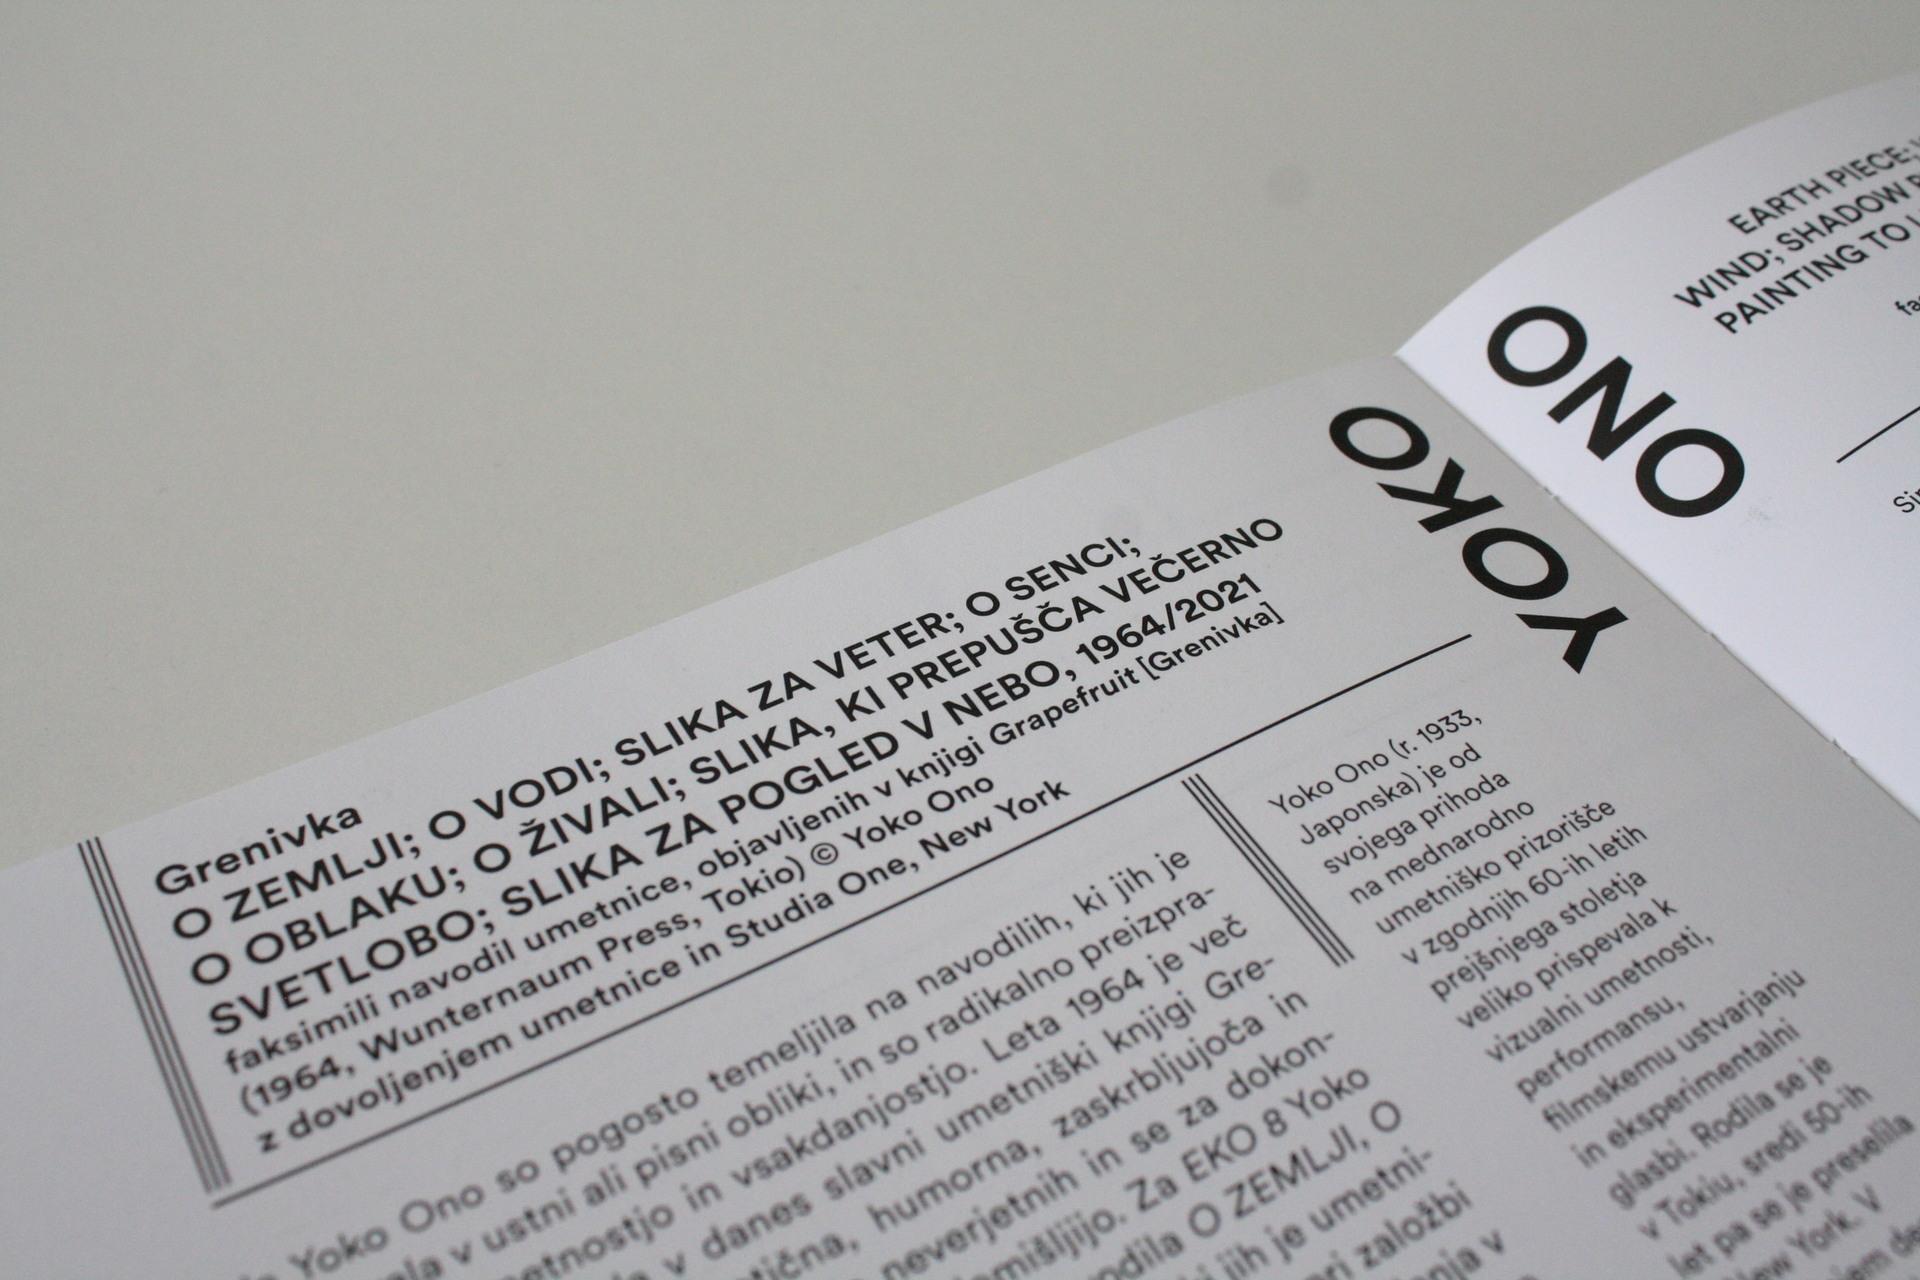 YOKO
ONO
Grenivka
O ZEMLJI; O VODI; SLIKA ZA VETER; O SENCI;
O OBLAKU; O ŽIVALI; SLIKA, KI PREPUŠČA VEČERNO
SVETLOBO; SLIKA ZA POGLED V NEBO, 1964/2021
faksimili navodil umetnice, objavljenih v knjigi Grapefruit [Grenivka]
(1964, Wunternaum Press, Tokio) © Yoko Ono
z dovoljenjem umetnice in Studia One, New York
Yoko Ono so pogosto temeljila na navodilih, ki jih je
v ustni ali pisni obliki, in so radikalno preizpra-
in vsakdanjostjo. Leta 1964 je več
v danes slavni umetniški knjigi Gre-
humorna, zaskrbljujoča in
neverjetnih in se za dokon-
Za EKO 8 Yoko
O ZEMLJI, O
jih je umetni-
založbi
v
Yoko Ono (r. 1933,
Japonska) je od
svojega prihoda
na mednarodno
umetniško prizorišče
v zgodnjih 60-ih letih
prejšnjega stoletja
veliko prispevala k
vizualni umetnosti,
performansu,
filmskemu ustvarjanju
in eksperimentalni
glasbi. Rodila se je
v Tokiu, sredi 50-ih
let pa se je preselila
York. V
EARTH PIECE;
WIND; SHADOW
PAINTING TO